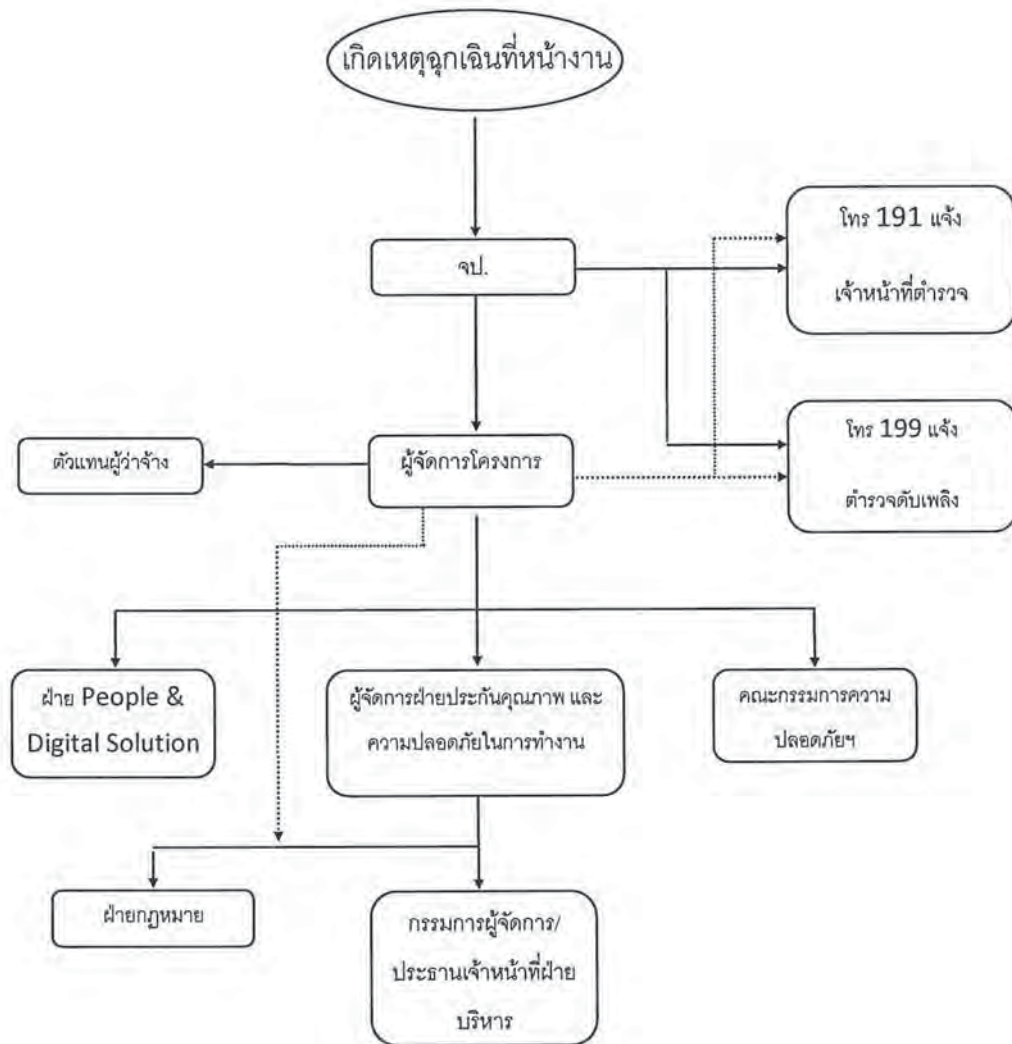 เกิดเหตุฉุกเฉินที่หน้างาน
โทร 191 แจ้ง
เจ้าหน้าที่ตำรวจ
จป.
โทร 199 แจ้ง
ตำรวจดับเพลิง
ตัวแทนผู้ว่าจ้าง
ผู้จัดการโครงการ
ฝ่าย People &
Digital Solution
ผู้จัดการฝ่ายประกันคุณภาพ และ
ความปลอดภัยในการทำงาน
คณะกรรมการความ
ปลอดภัยฯ
ฝ่ายกฎหมาย
กรรมการผู้จัดการ/
ประธานเจ้าหน้าที่ฝ่าย
บริหาร